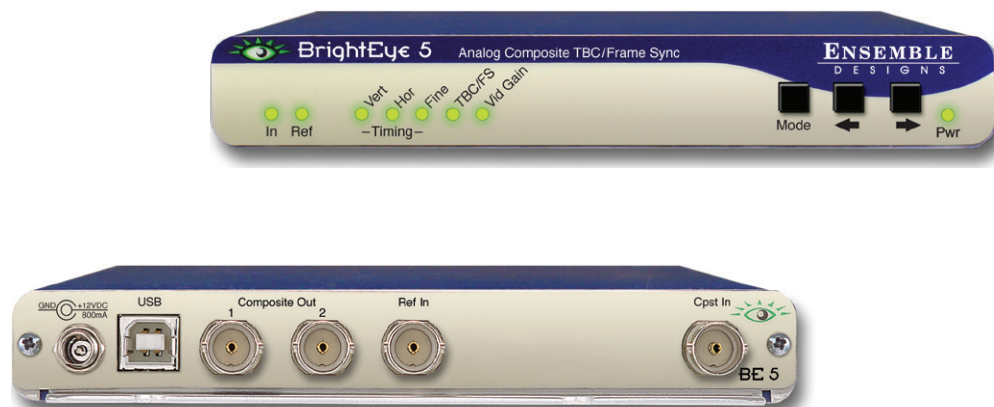 BrightEye 5 Analog Composite TBC/Frame Sync
ENSEMBLE
DESIGNS
Vert Hor Fine TBC/FS Vid Gain
In Ref –Timing– Mode Pwr
GND +12VDC
800mA
USB
Composite Out
1 2
Ref In
Cpst In
BE 5